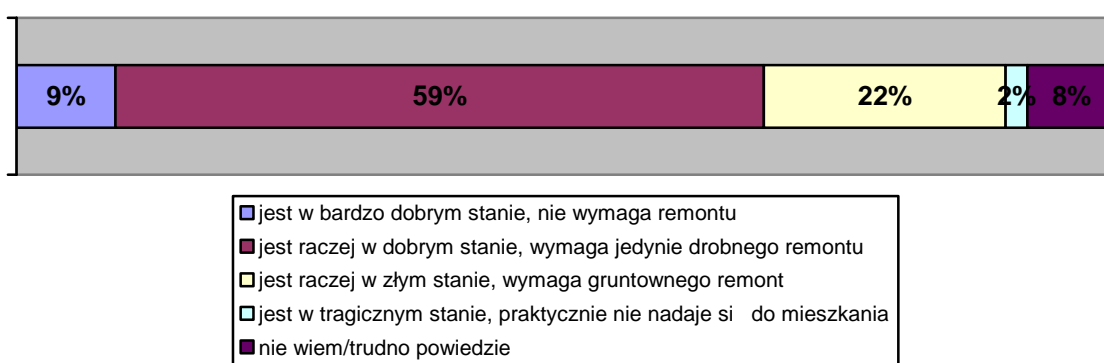 9% 59% 22% 2% 8%
jest w bardzo dobrym stanie, nie wymaga remontu
jest raczej w dobrym stanie, wymaga jedynie drobnego remontu
jest raczej w złym stanie, wymaga gruntownego remont
jest w tragicznym stanie, praktycznie nie nadaje si do mieszkania
nie wiem/trudno powiedzie